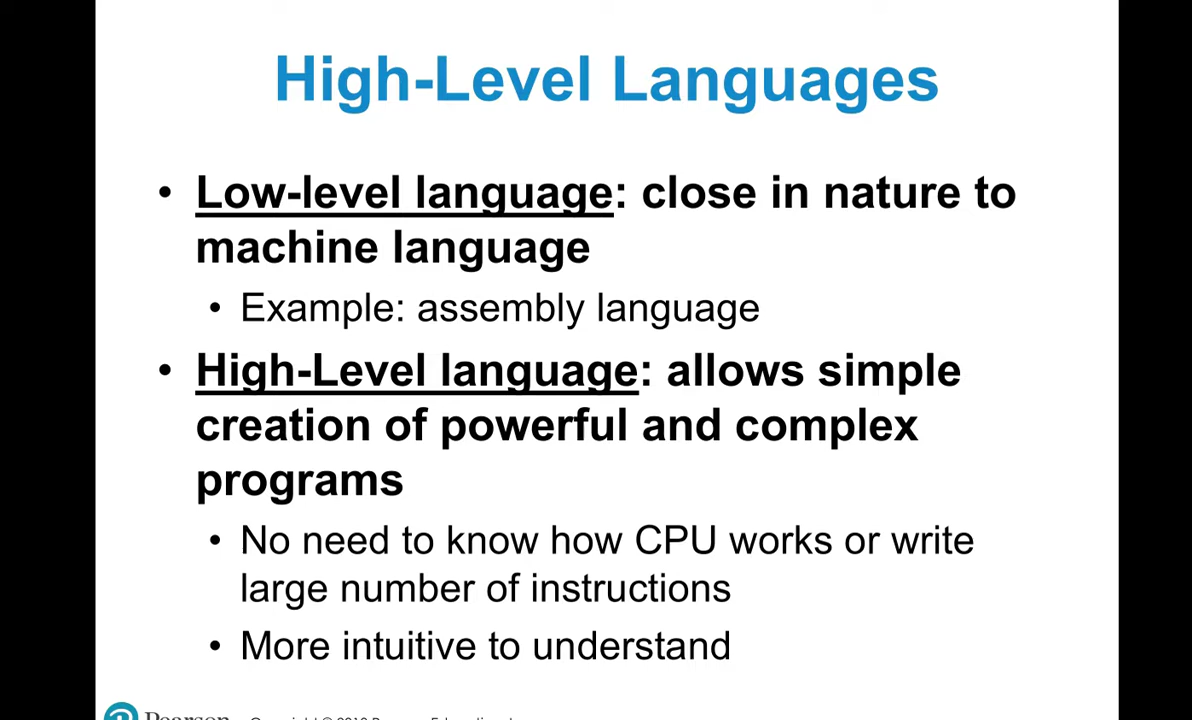 High-Level Languages
• Low-level language: close in nature to
machine language
• Example: assembly language
• High-Level language: allows simple
creation of powerful and complex
programs
• No need to know how CPU works or write
large number of instructions
• More intuitive to understand
Pearson